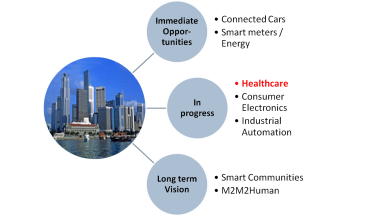 Immediate
Oppor-
tunities
• Connected Cars
• Smart meters /
Energy
In
progress
• Healthcare
• Consumer
Electronics
• Industrial
Automation
Long term
Vision
• Smart Communities
• M2M2Human